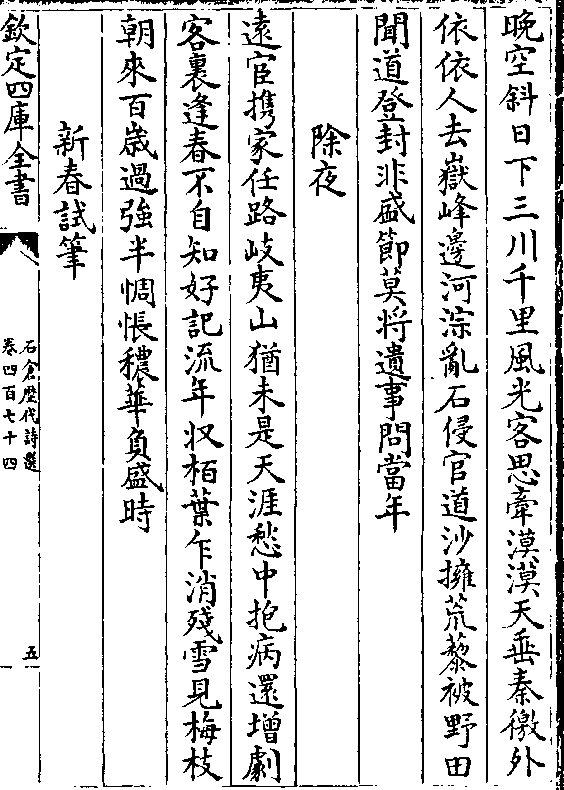 晚空斜日下三川千里風光客思牽漠漠天垂秦徼外
依依人去嶽峰邊河淙亂石侵官道沙擁荒藜被野田
聞道登封非盛節莫將遺事問當年
除夜
遠宦攜家任路岐夷山猶未是天涯愁中抱病還增劇
客裏逢春不自知好記流年収栢葉乍消殘雪見梅枝
朝來百歳過強半惆悵穠華負盛時
新春試筆
欽定四庫全書
石倉歴代詩選
卷四百七十四
五